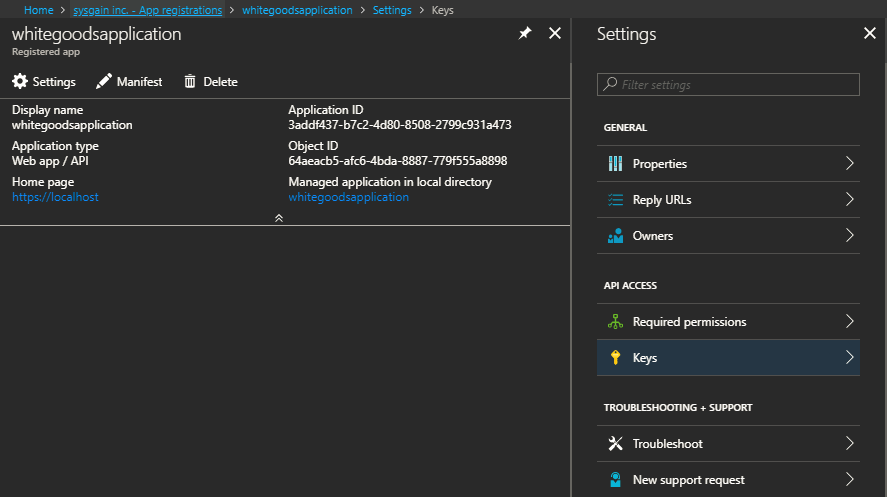 Home > sysgain inc. - App registrations > whitegoodsapplication > Settings > Keys
whitegoodsapplication
Registered app
Settings
Manifest
Delete
Display name
whitegoodsapplication
Application type
Web app / API
Home page
https://localhost
Application ID
3addf437-b7c2-4d80-8508-2799c931a473
Object ID
64aeacb5-afc6-4bda-8887-779f555a8898
Managed application in local directory
whitegoodsapplication
Settings
Filter settings
GENERAL
Properties
Reply URLs
Owners
API ACCESS
Required permissions
Keys
TROUBLESHOOTING + SUPPORT
Troubleshoot
New support request